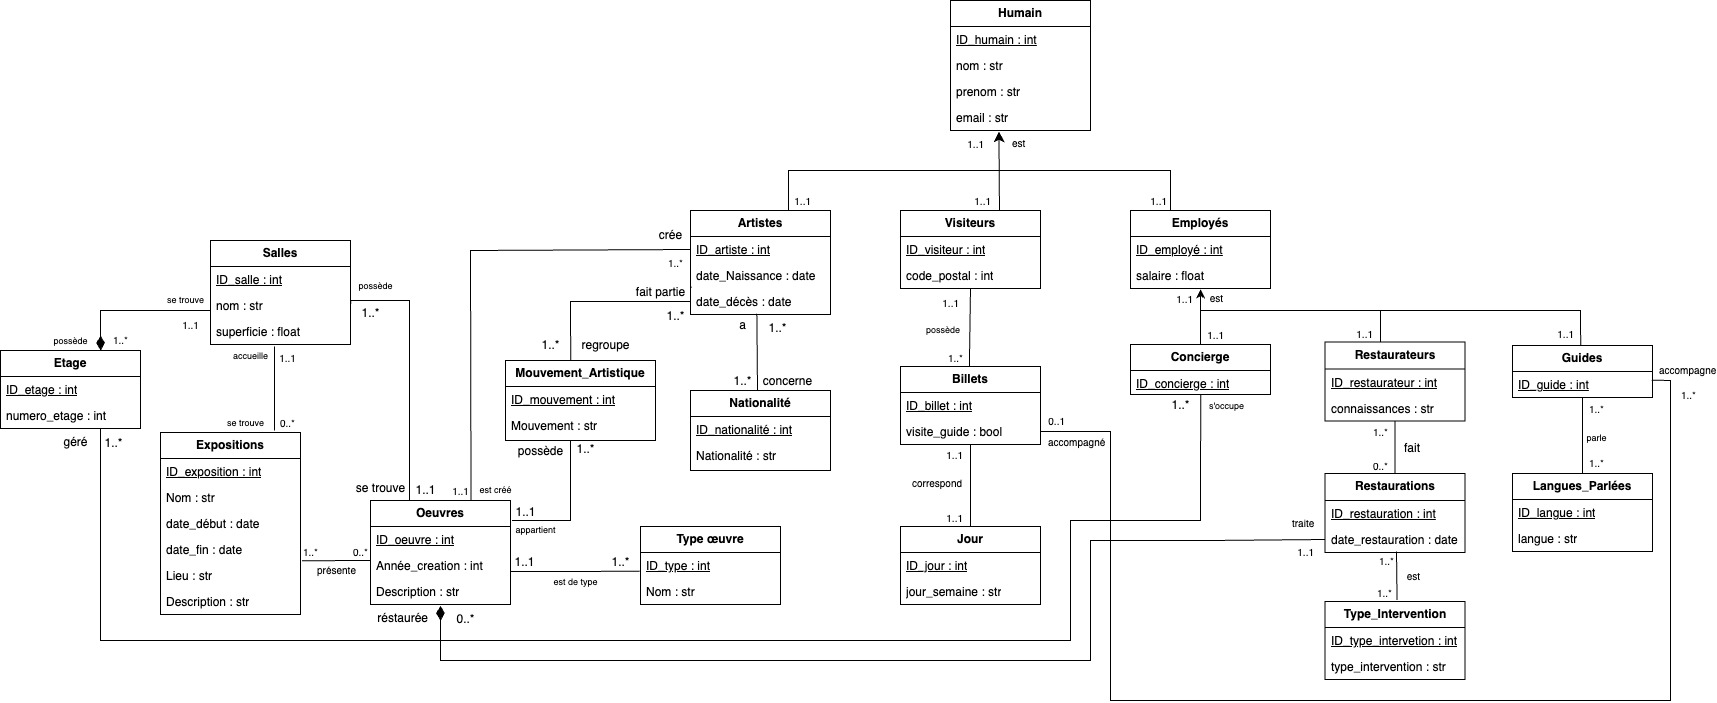 Humain
ID_humain : int
nom : str
prenom : str
email : str
1..1
est
1..1
1..1
1..1
Artistes
ID_artiste : int
date_Naissance : date
date_décès : date
Visiteurs
ID_visiteur : int
code_postal : int
Employés
ID_employé : int
salaire : float
crée
1..*
fait partie
1..*
a
1..*
Salles
ID_salle : int
nom : str
superficie : float
possède
1..*
se trouve
1..1
accueille
1..1
possède
1..*
Etage
ID_etage : int
numero_etage : int
géré
1..*
1..*
regroupe
Mouvement_Artistique
ID_mouvement : int
Mouvement : str
possède
1..*
1..*
concerne
Nationalité
ID_nationalité : int
Nationalité : str
1..1
possède
1..*
Billets
ID_billet : int
visite_guide : bool
0..1
accompagné
1..1
correspond
1..1
Jour
ID_jour : int
jour_semaine : str
1..1
est
1..1
1..1
1..1
Concierge
ID_concierge : int
1..*
s'occupe
Restaurateurs
ID_restaurateur : int
connaissances : str
1..*
fait
0..*
Guides
ID_guide : int
accompagne
1..*
1..*
parle
1..*
Restaurations
ID_restauration : int
date_restauration : date
traite
1..1
1..*
est
1..*
Langues_Parlées
ID_langue : int
langue : str
Type_Intervention
ID_type_intervetion : int
type_intervention : str
se trouve
0..*
Expositions
ID_exposition : int
Nom : str
date_début : date
date_fin : date
Lieu : str
Description : str
1..*
0..*
présente
se trouve
1..1
1..1
est créé
Oeuvres
ID_oeuvre : int
Année_creation : int
Description : str
1..1
appartient
1..1
est de type
1..*
Type œuvre
ID_type : int
Nom : str
réstaurée
0..*